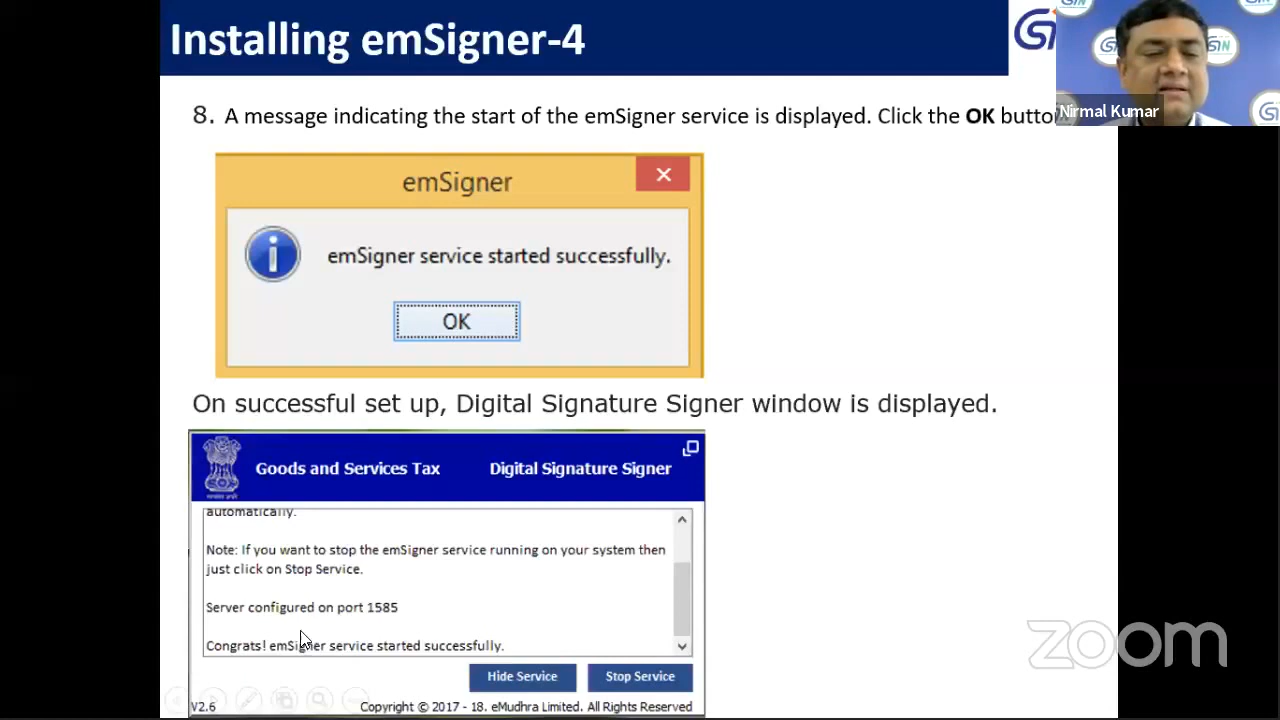 Installing emSigner-4
8. A message indicating the start of the emSigner service is displayed. Click the OK button
Nirmal Kumar
emSigner
emSigner service started successfully.
OK
On successful set up, Digital Signature Signer window is displayed.
Goods and Services Tax Digital Signature Signer
automatically.
Note: If you want to stop the emSigner service running on your system then
just click on Stop Service.
Server configured on port 1585
Congrats! emSigner service started successfully.
Hide Service Stop Service
V2.6 Copyright © 2017 - 18. eMudhra Limited. All Rights Reserved
zoom